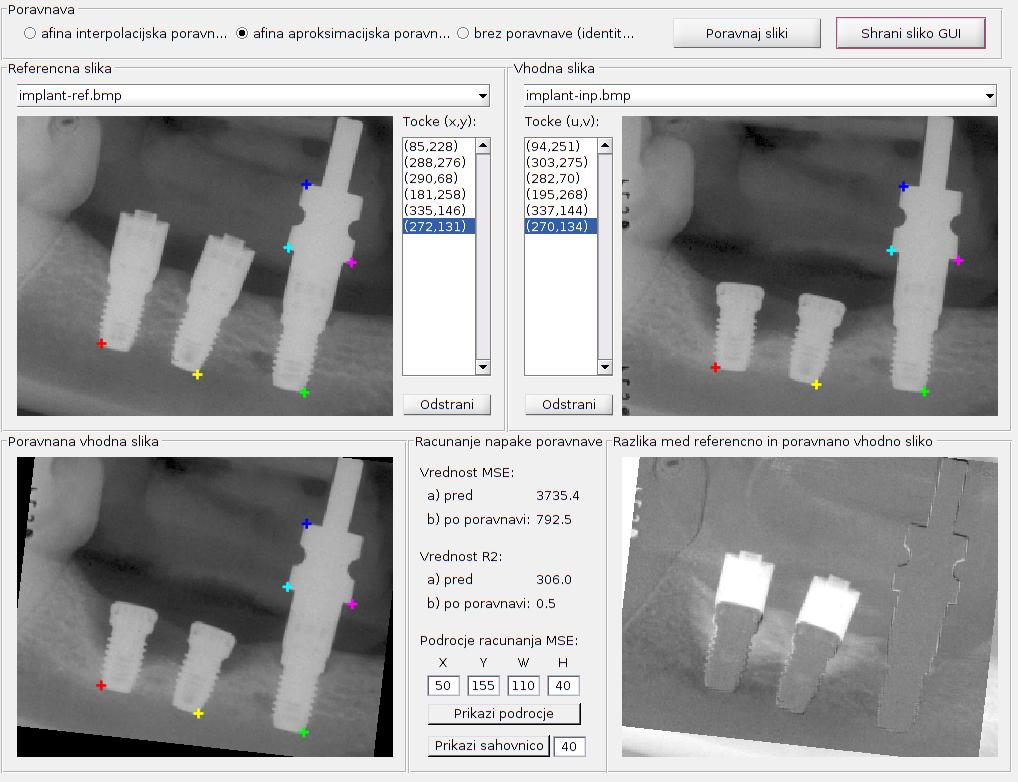 Poravnava
afina interpolacijska poravn...
afina aproksimacijska poravn...
brez poravnave (identit...
Poravnaj sliki
Shrani sliko GUI
Referencna slika
implant-ref.bmp
Tocke (x,y):
(85,228)
(288,276)
(290,68)
(181,258)
(335,146)
(272,131)
Odstrani
Vhodna slika
implant-inp.bmp
Tocke (u,v):
(94,251)
(303,275)
(282,70)
(195,268)
(337,144)
(270,134)
Odstrani
Poravnana vhodna slika
Racunanje napake poravnave
Vrednost MSE:
a) pred 3735.4
b) po poravnavi: 792.5
Vrednost R2:
a) pred 306.0
b) po poravnavi: 0.5
Podrocje racunanja MSE:
X Y W H
50 155 110 40
Prikazi podrocje
Prikazi sahovnico 40
Razlika med referencno in poravnano vhodno sliko